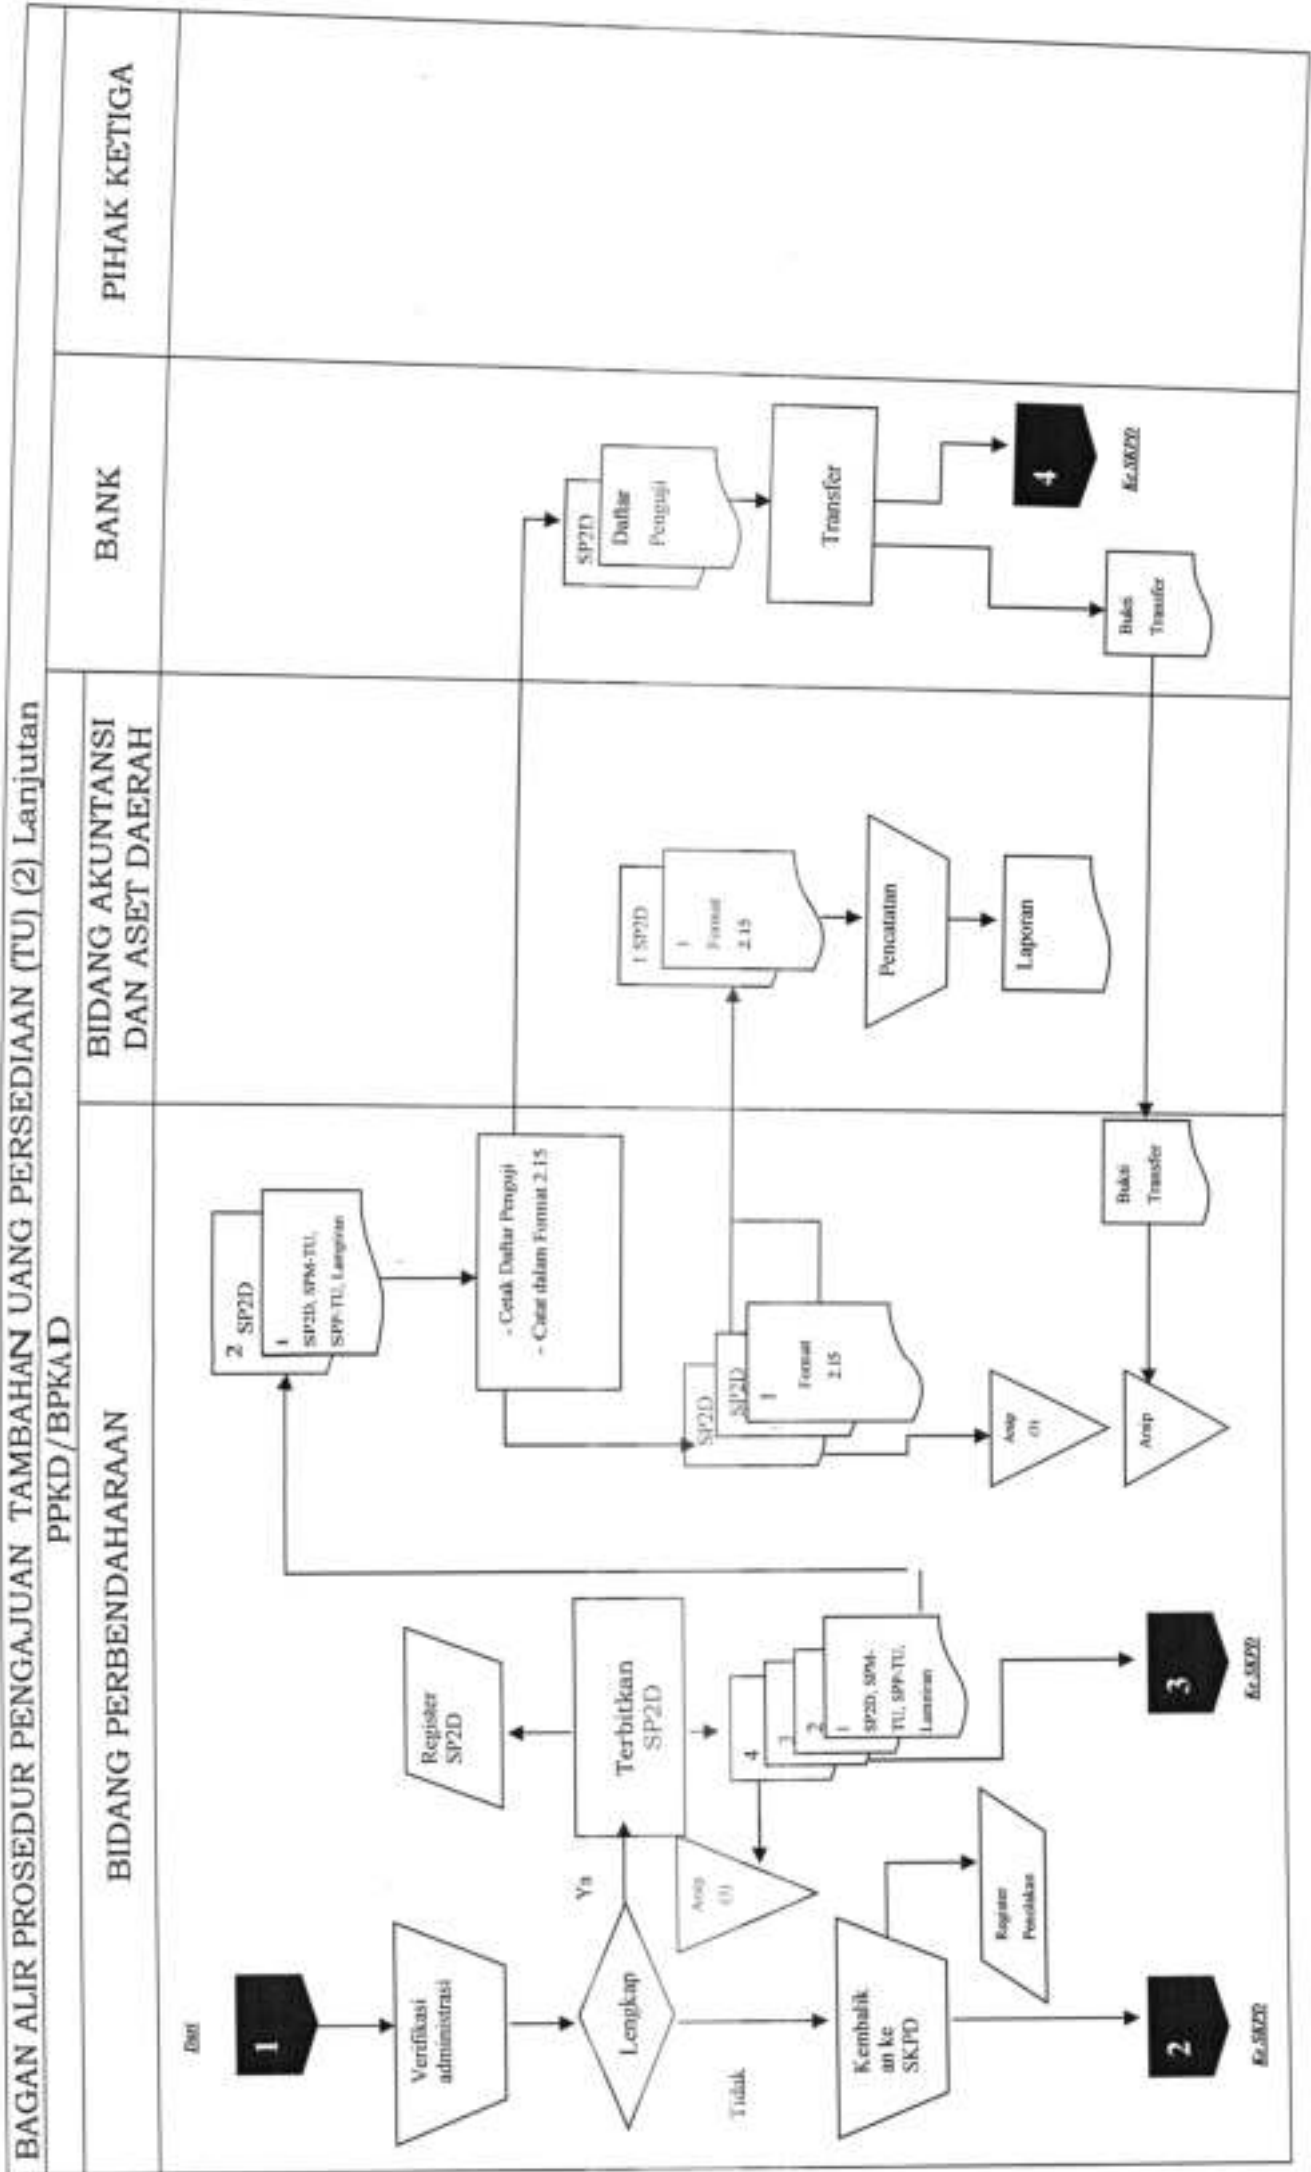 BAGAN ALIR PROSEDUR PENGAJUAN TAMBAHAN UANG PERSEDIAAN (TU) (2) Lanjutan
PPKD/BPKAD
BIDANG PERBENDAHARAAN
BIDANG AKUNTANSI
DAN ASET DAERAH
BANK
PIHAK KETIGA
Dari
1
Verifikasi
administrasi
Lengkap
Ya
Tidak
Kembalik
an ke
SKPD
Register
Penolakan
2
Ke SKPD
Register
SP2D
Terbitkan
SP2D
4
3
2
1
SP2D, SPM-
TU, SPP-TU,
Lampiran
Arsip
3
Ke SKPD
2 SP2D
1
SP2D, SPM-TU,
SPP-TU, Lampiran
- Cetak Daftar Penguji
- Catat dalam Format 2.15
SP2D
SP2D
1
Format
2.15
Arsip
Bukti
Transfer
Arsip
1 SP2D
1
Format
2.15
Pencatatan
Laporan
SP2D
Daftar
Penguji
Transfer
4
Ke SKPD
Bukti
Transfer